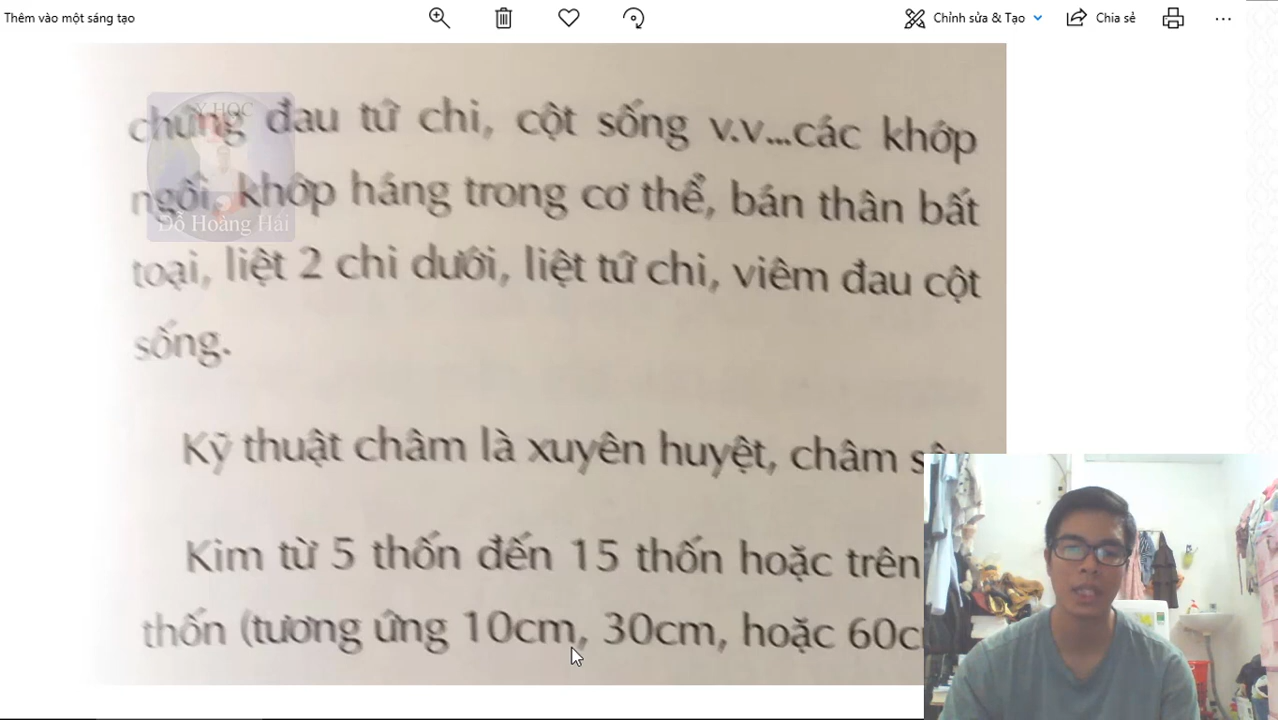 Thêm vào một sáng tạo
Chỉnh sửa & Tạo
Chia sẻ
Y HỌC
Đỗ Hoàng Hải
chứng đau tứ chi, cột sống v.v...các khớp
ngối, khớp háng trong cơ thể, bán thân bất
toại, liệt 2 chi dưới, liệt tứ chi, viêm đau cột
sống.
Kỹ thuật châm là xuyên huyệt, châm
Kim từ 5 thốn đến 15 thốn hoặc trên
thốn (tương ứng 10cm, 30cm, hoặc